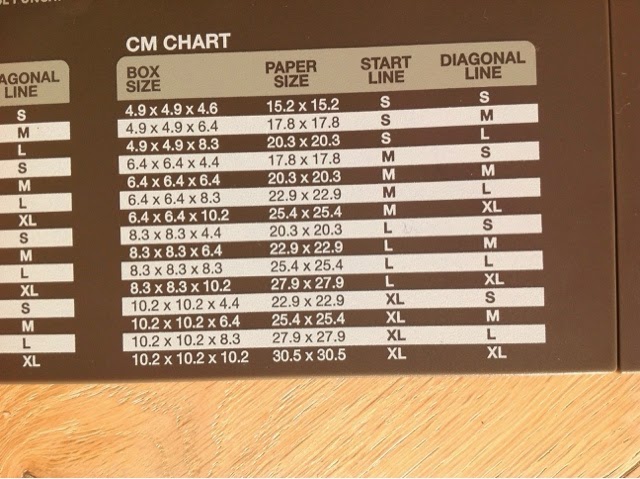 CM CHART
AGONAL
LINE
S
M
L
S
M
L
XL
S
M
L
XL
S
M
L
XL
BOX SIZE PAPER SIZE START LINE DIAGONAL LINE
4.9 x 4.9 x 4.6 15.2 x 15.2 S S
4.9 x 4.9 x 6.4 17.8 x 17.8 S M
4.9 x 4.9 x 8.3 20.3 x 20.3 S L
6.4 x 6.4 x 4.4 17.8 x 17.8 M S
6.4 x 6.4 x 6.4 20.3 x 20.3 M M
6.4 x 6.4 x 8.3 22.9 x 22.9 M L
6.4 x 6.4 x 10.2 25.4 x 25.4 M XL
8.3 x 8.3 x 4.4 20.3 x 20.3 L S
8.3 x 8.3 x 6.4 22.9 x 22.9 L M
8.3 x 8.3 x 8.3 25.4 x 25.4 L L
8.3 x 8.3 x 10.2 27.9 x 27.9 L XL
10.2 x 10.2 x 4.4 22.9 x 22.9 XL S
10.2 x 10.2 x 6.4 25.4 x 25.4 XL M
10.2 x 10.2 x 8.3 27.9 x 27.9 XL L
10.2 x 10.2 x 10.2 30.5 x 30.5 XL XL